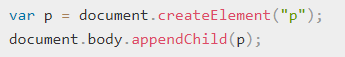 var p = document.createElement("p");
document.body.appendChild(p);